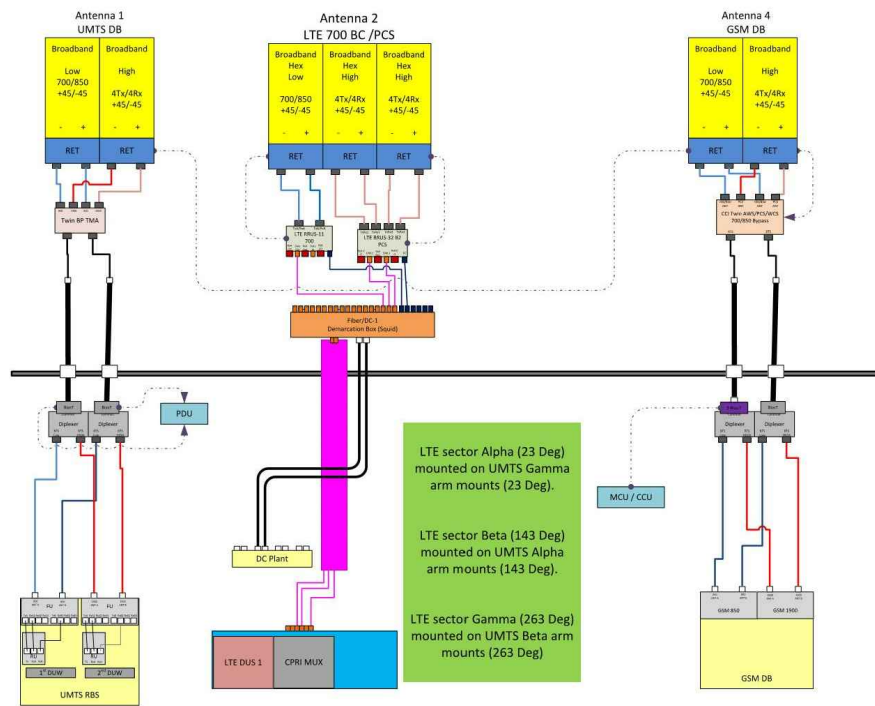 Antenna 1
UMTS DB
Antenna 2
LTE 700 BC /PCS
Antenna 4
GSM DB
Broadband
Low
700/850
+45/-45
- +
RET
Broadband
High
4Tx/4Rx
+45/-45
RET
Broadband
Hex
Low
700/850
+45/-45
- +
RET
Broadband
Hex
High
4Tx/4Rx
+45/-45
RET
Broadband
Hex
High
4Tx/4Rx
+45/-45
RET
Broadband
Low
700/850
+45/-45
- +
RET
Broadband
High
4Tx/4Rx
+45/-45
- +
RET
Twin BP TMA
LTE RRUS-11
700
LTE RRUS-32 B2
PCS
CCI Twin AWS/PCS/WCS
700/850 Bypass
Fiber/DC-1
Demarcation Box (Squid)
BiasT
Diplexer
BiasT
Diplexer
PDU
Diplexer
BiasT
Diplexer
MCU / CCU
LTE sector Alpha (23 Deg)
mounted on UMTS Gamma
arm mounts (23 Deg).
LTE sector Beta (143 Deg)
mounted on UMTS Alpha
arm mounts (143 Deg).
LTE sector Gamma (263 Deg)
mounted on UMTS Beta arm
mounts (263 Deg)
DC Plant
FU
FU
RU
RU
1st DUW
2nd DUW
UMTS RBS
LTE DUS 1
CPRI MUX
GSM 850
GSM 1900
GSM DB